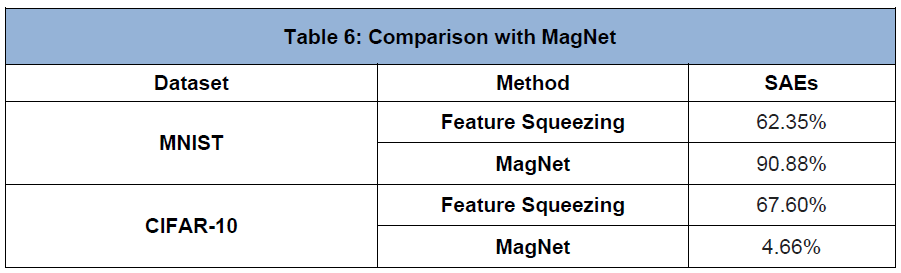 Table 6: Comparison with MagNet
Dataset Method SAEs
MNIST Feature Squeezing 62.35%
MagNet 90.88%
CIFAR-10 Feature Squeezing 67.60%
MagNet 4.66%